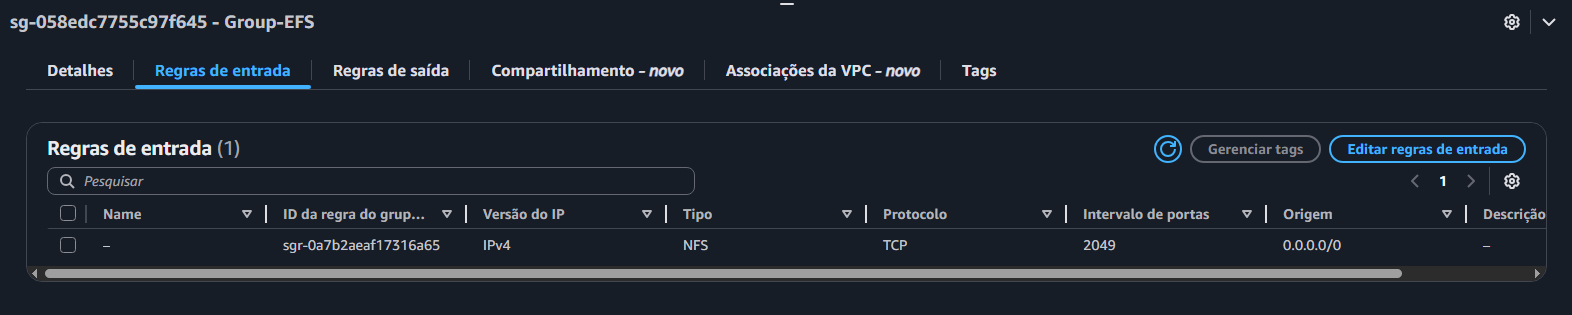 sg-058edc7755c97f645 - Group-EFS
Detalhes Regras de entrada Regras de saída Compartilhamento - novo Associações da VPC - novo Tags
Regras de entrada (1) Gerenciar tags Editar regras de entrada
Pesquisar 1
Name ID da regra do grup... Versão do IP Tipo Protocolo Intervalo de portas Origem Descrição
– sgr-0a7b2aeaf17316a65 IPv4 NFS TCP 2049 0.0.0.0/0 –